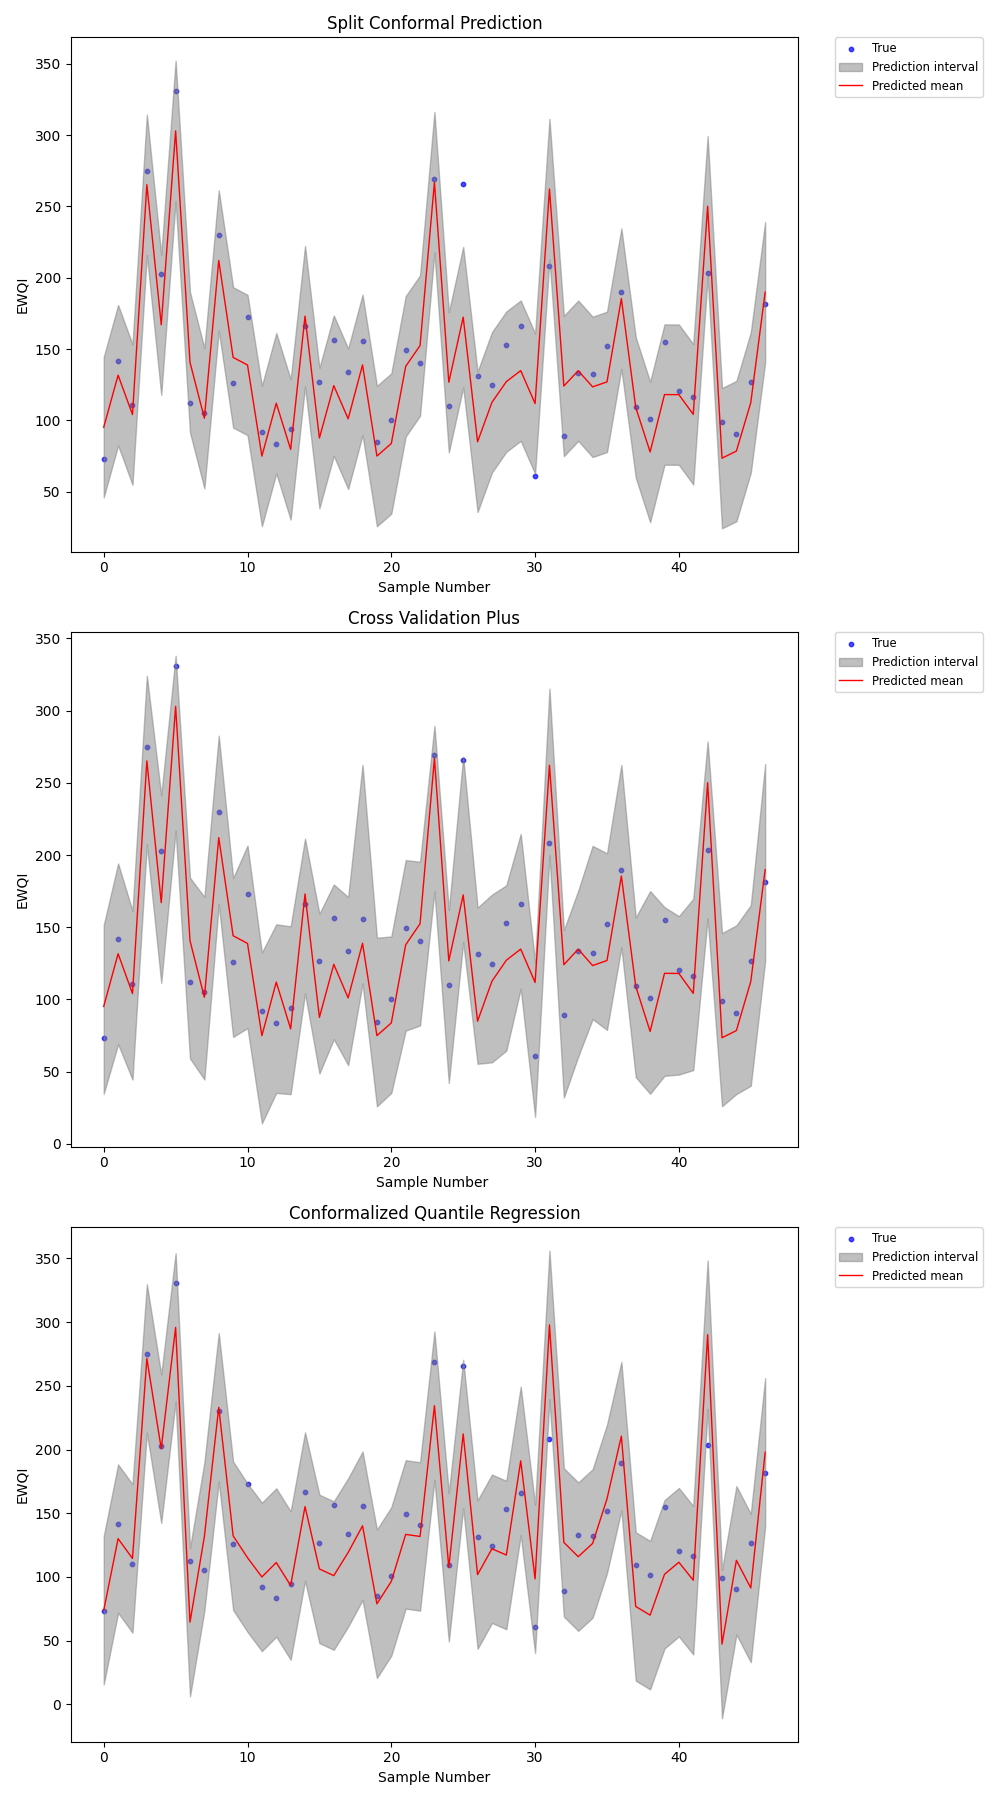 Split Conformal Prediction
350
300
250
200
150
100
50
EWQI
0 10 20 30 40
Sample Number
True
Prediction interval
Predicted mean
Cross Validation Plus
350
300
250
200
150
100
50
0
EWQI
0 10 20 30 40
Sample Number
True
Prediction interval
Predicted mean
Conformalized Quantile Regression
350
300
250
200
150
100
50
0
EWQI
0 10 20 30 40
Sample Number
True
Prediction interval
Predicted mean